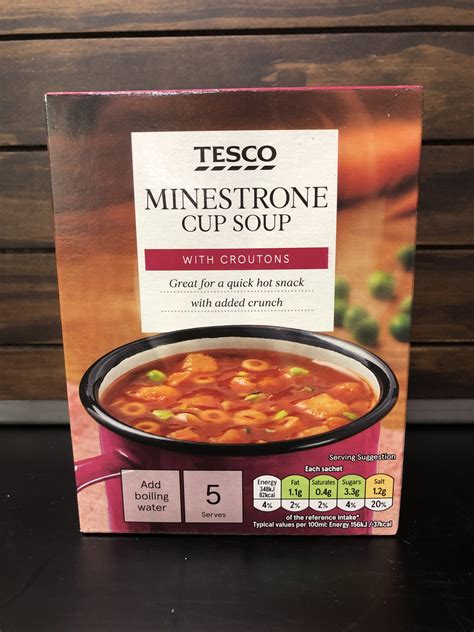 TESCO
MINESTRONE
CUP SOUP
WITH CROUTONS
Great for a quick hot snack
with added crunch
Serving Suggestion
Add
boiling
water
5
Serves
Each sachet
Energy
348kJ
82kcal
4%
Fat
1.1g
2%
Saturates
0.4g
2%
Sugars
3.3g
4%
Salt
1.2g
20%
of the reference intake*
Typical values per 100ml: Energy 156kJ / 37kcal